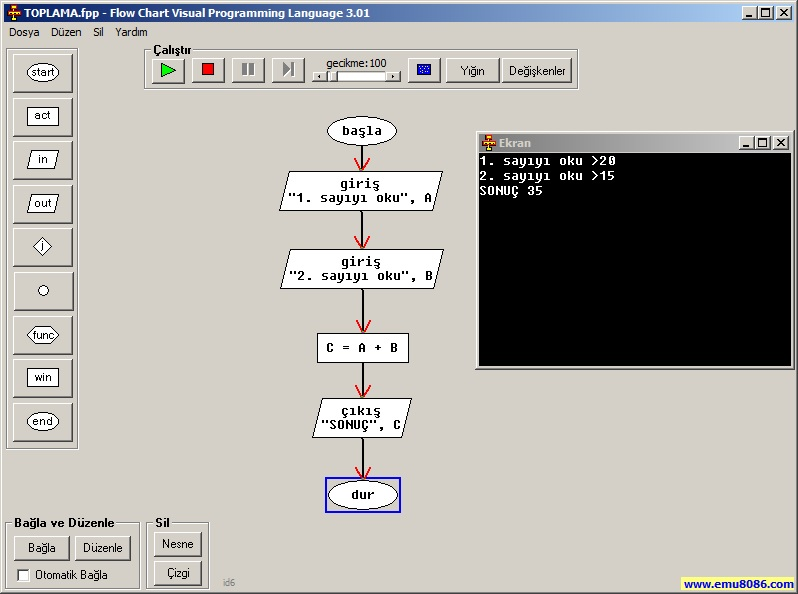 TOPLAMA.fpp - Flow Chart Visual Programming Language 3.01
Dosya Düzen Sil Yardım
Çalıştır
gecikme:100
Yığın
Değişkenler
start
act
in
out
j
func
win
end
başla
giriş
"1. sayıyı oku", A
giriş
"2. sayıyı oku", B
C = A + B
çıkış
"SONUÇ", C
dur
Ekran
1. sayıyı oku >20
2. sayıyı oku >15
SONUÇ 35
Bağla ve Düzenle
Bağla
Düzenle
Otomatik Bağla
Sil
Nesne
Çizgi
id6
www.emu8086.com